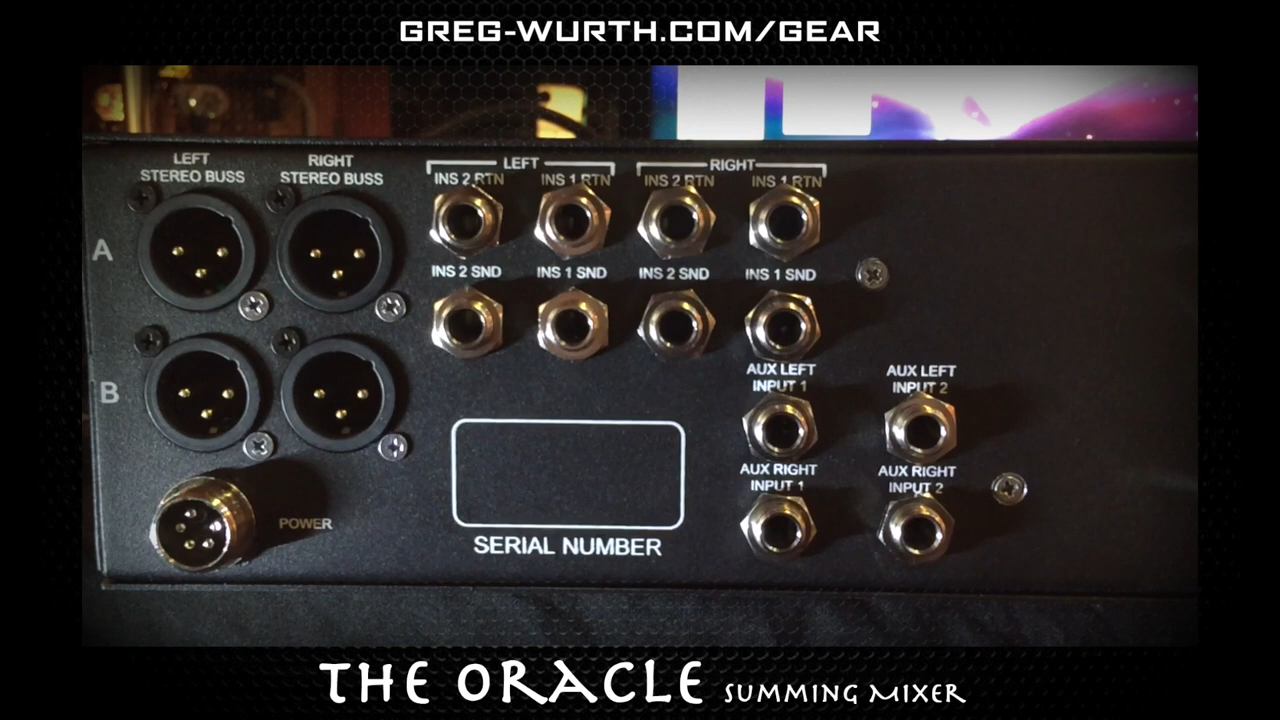 GREG-WURTH.COM/GEAR
LEFT
STEREO BUSS
RIGHT
STEREO BUSS
LEFT
RIGHT
INS 2 RTN
INS 1 RTN
INS 2 RTN
INS 1 RTN
A
INS 2 SND
INS 1 SND
INS 2 SND
INS 1 SND
B
AUX LEFT
INPUT 1
AUX LEFT
INPUT 2
AUX RIGHT
INPUT 1
AUX RIGHT
INPUT 2
POWER
SERIAL NUMBER
THE ORACLE SUMMING MIXER